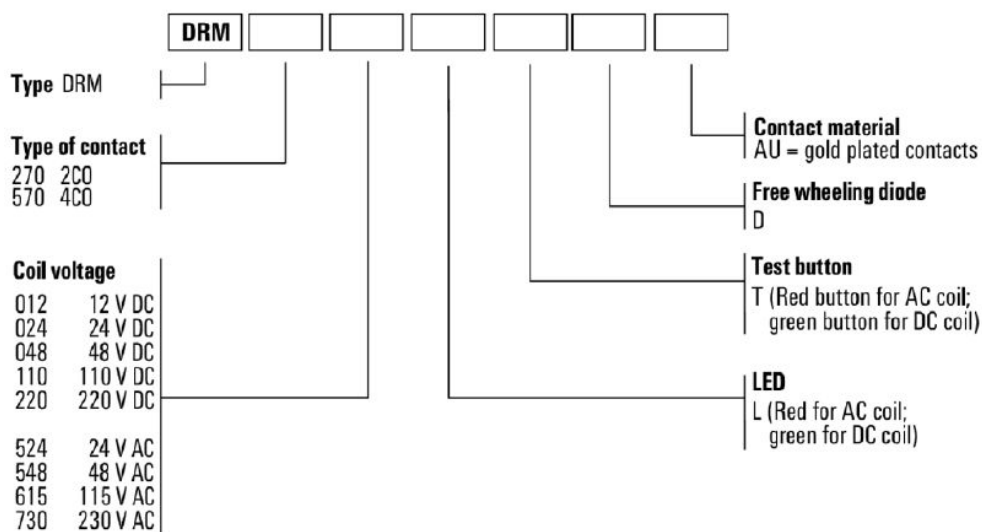 DRM
Type DRM
Type of contact
270 2CO
570 4CO
Coil voltage
012 12 V DC
024 24 V DC
048 48 V DC
110 110 V DC
220 220 V DC
524 24 V AC
548 48 V AC
615 115 V AC
730 230 V AC
Contact material
AU = gold plated contacts
Free wheeling diode
D
Test button
T (Red button for AC coil;
green button for DC coil)
LED
L (Red for AC coil;
green for DC coil)